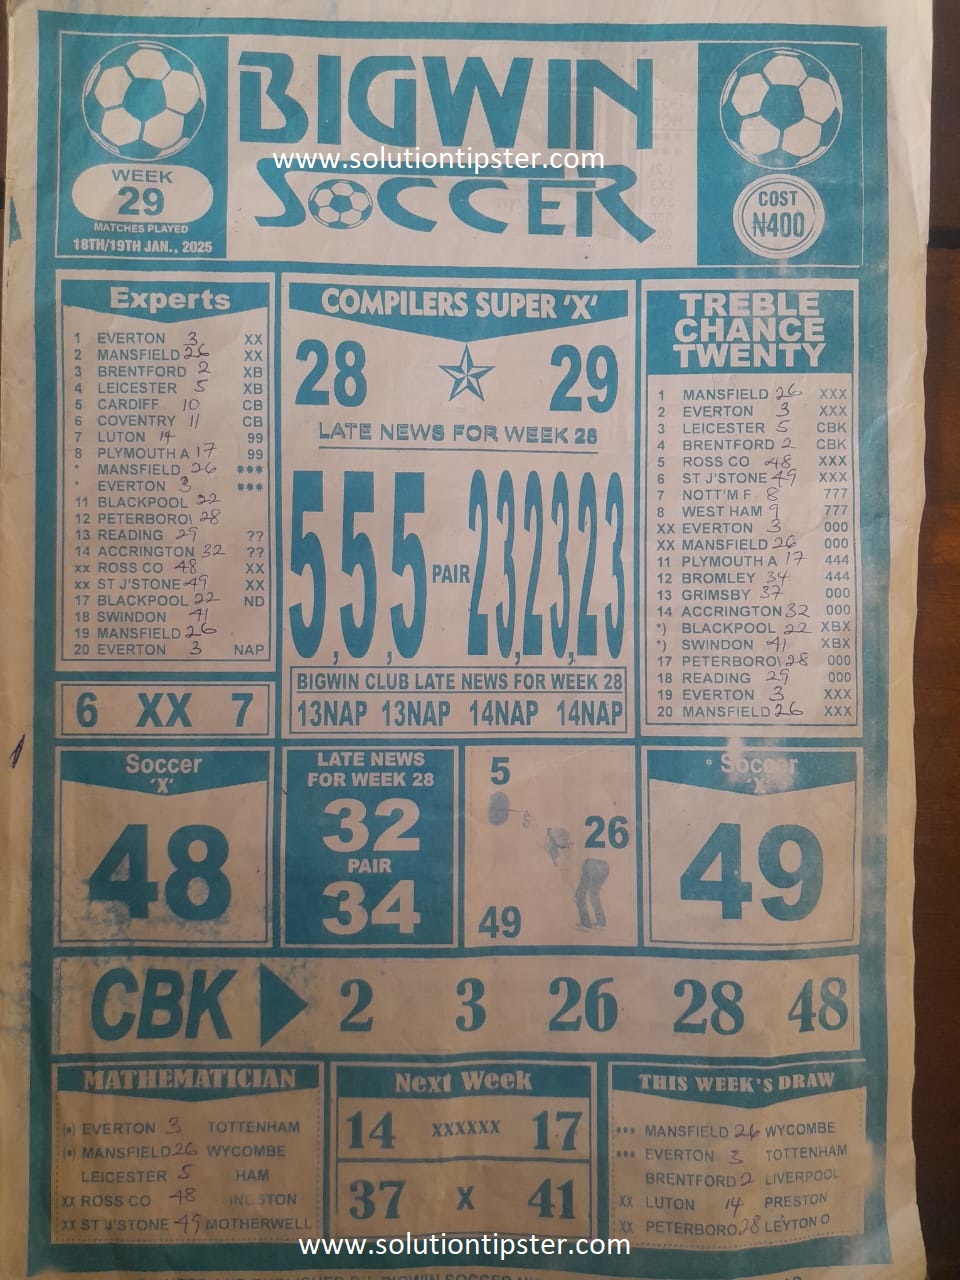 BIGWIN
www.solutiontipster.com
SOCCER
WEEK
29
MATCHES PLAYED
18TH/19TH JAN., 2025
COST
₦400
Experts
1 EVERTON 3 XX
2 MANSFIELD 26 XX
3 BRENTFORD 2 XB
4 LEICESTER 5 XB
5 CARDIFF 10 CB
6 COVENTRY 11 CB
7 LUTON 14 99
8 PLYMOUTH A 17 99
* MANSFIELD 26 ***
* EVERTON 3 ***
11 BLACKPOOL 22
12 PETERBORO 28
13 READING 29 ??
14 ACCRINGTON 32 ??
xx ROSS CO 48 XX
xx ST J'STONE 49 XX
17 BLACKPOOL 22 ND
18 SWINDON 41
19 MANSFIELD 26
20 EVERTON 3 NAP
6 XX 7
COMPILERS SUPER 'X'
28 29
LATE NEWS FOR WEEK 28
5,5,5 PAIR 23,23,23
BIGWIN CLUB LATE NEWS FOR WEEK 28
13NAP 13NAP 14NAP 14NAP
TREBLE
CHANCE
TWENTY
1 MANSFIELD 26 XXX
2 EVERTON 3 XXX
3 LEICESTER 5 CBK
4 BRENTFORD 2 CBK
5 ROSS CO 48 XXX
6 ST J'STONE 49 XXX
7 NOTT'M F 8 777
8 WEST HAM 9 777
XX EVERTON 3 000
XX MANSFIELD 26 000
11 PLYMOUTH A 17 444
12 BROMLEY 34 444
13 GRIMSBY 37 000
14 ACCRINGTON 32 000
*) BLACKPOOL 22 XBX
*) SWINDON 41 XBX
17 PETERBORO 28 000
18 READING 29 000
19 EVERTON 3 XXX
20 MANSFIELD 26 XXX
Soccer
'X'
48
LATE NEWS
FOR WEEK 28
32
PAIR
34
5
26
49
Soccer
'X'
49
CBK 2 3 26 28 48
MATHEMATICIAN
(*) EVERTON 3 TOTTENHAM
(*) MANSFIELD 26 WYCOMBE
LEICESTER 5 HAM
XX ROSS CO 48
XX ST J'STONE 49 MOTHERWELL
Next Week
14 XXXXXX 17
37 X 41
THIS WEEK'S DRAW
*** MANSFIELD 26 WYCOMBE
*** EVERTON 3 TOTTENHAM
BRENTFORD 2 LIVERPOOL
XX LUTON 14 PRESTON
XX PETERBORO. 28 LEYTON O
www.solutiontipster.com